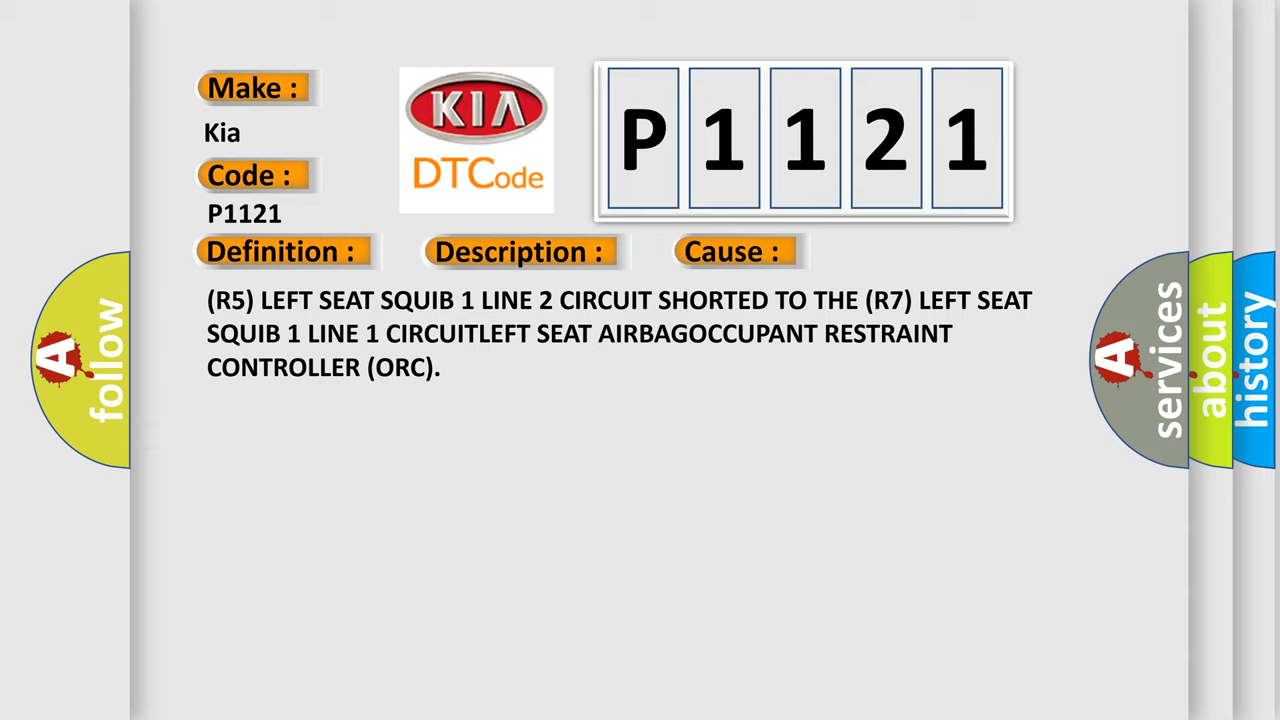 Make :
Kia
Code :
P1121
KIA
DTCode
P 1 1 2 1
Definition :
Description :
Cause :
(R5) LEFT SEAT SQUIB 1 LINE 2 CIRCUIT SHORTED TO THE (R7) LEFT SEAT
SQUIB 1 LINE 1 CIRCUITLEFT SEAT AIRBAGOCCUPANT RESTRAINT
CONTROLLER (ORC).
A follow
A services
about
history